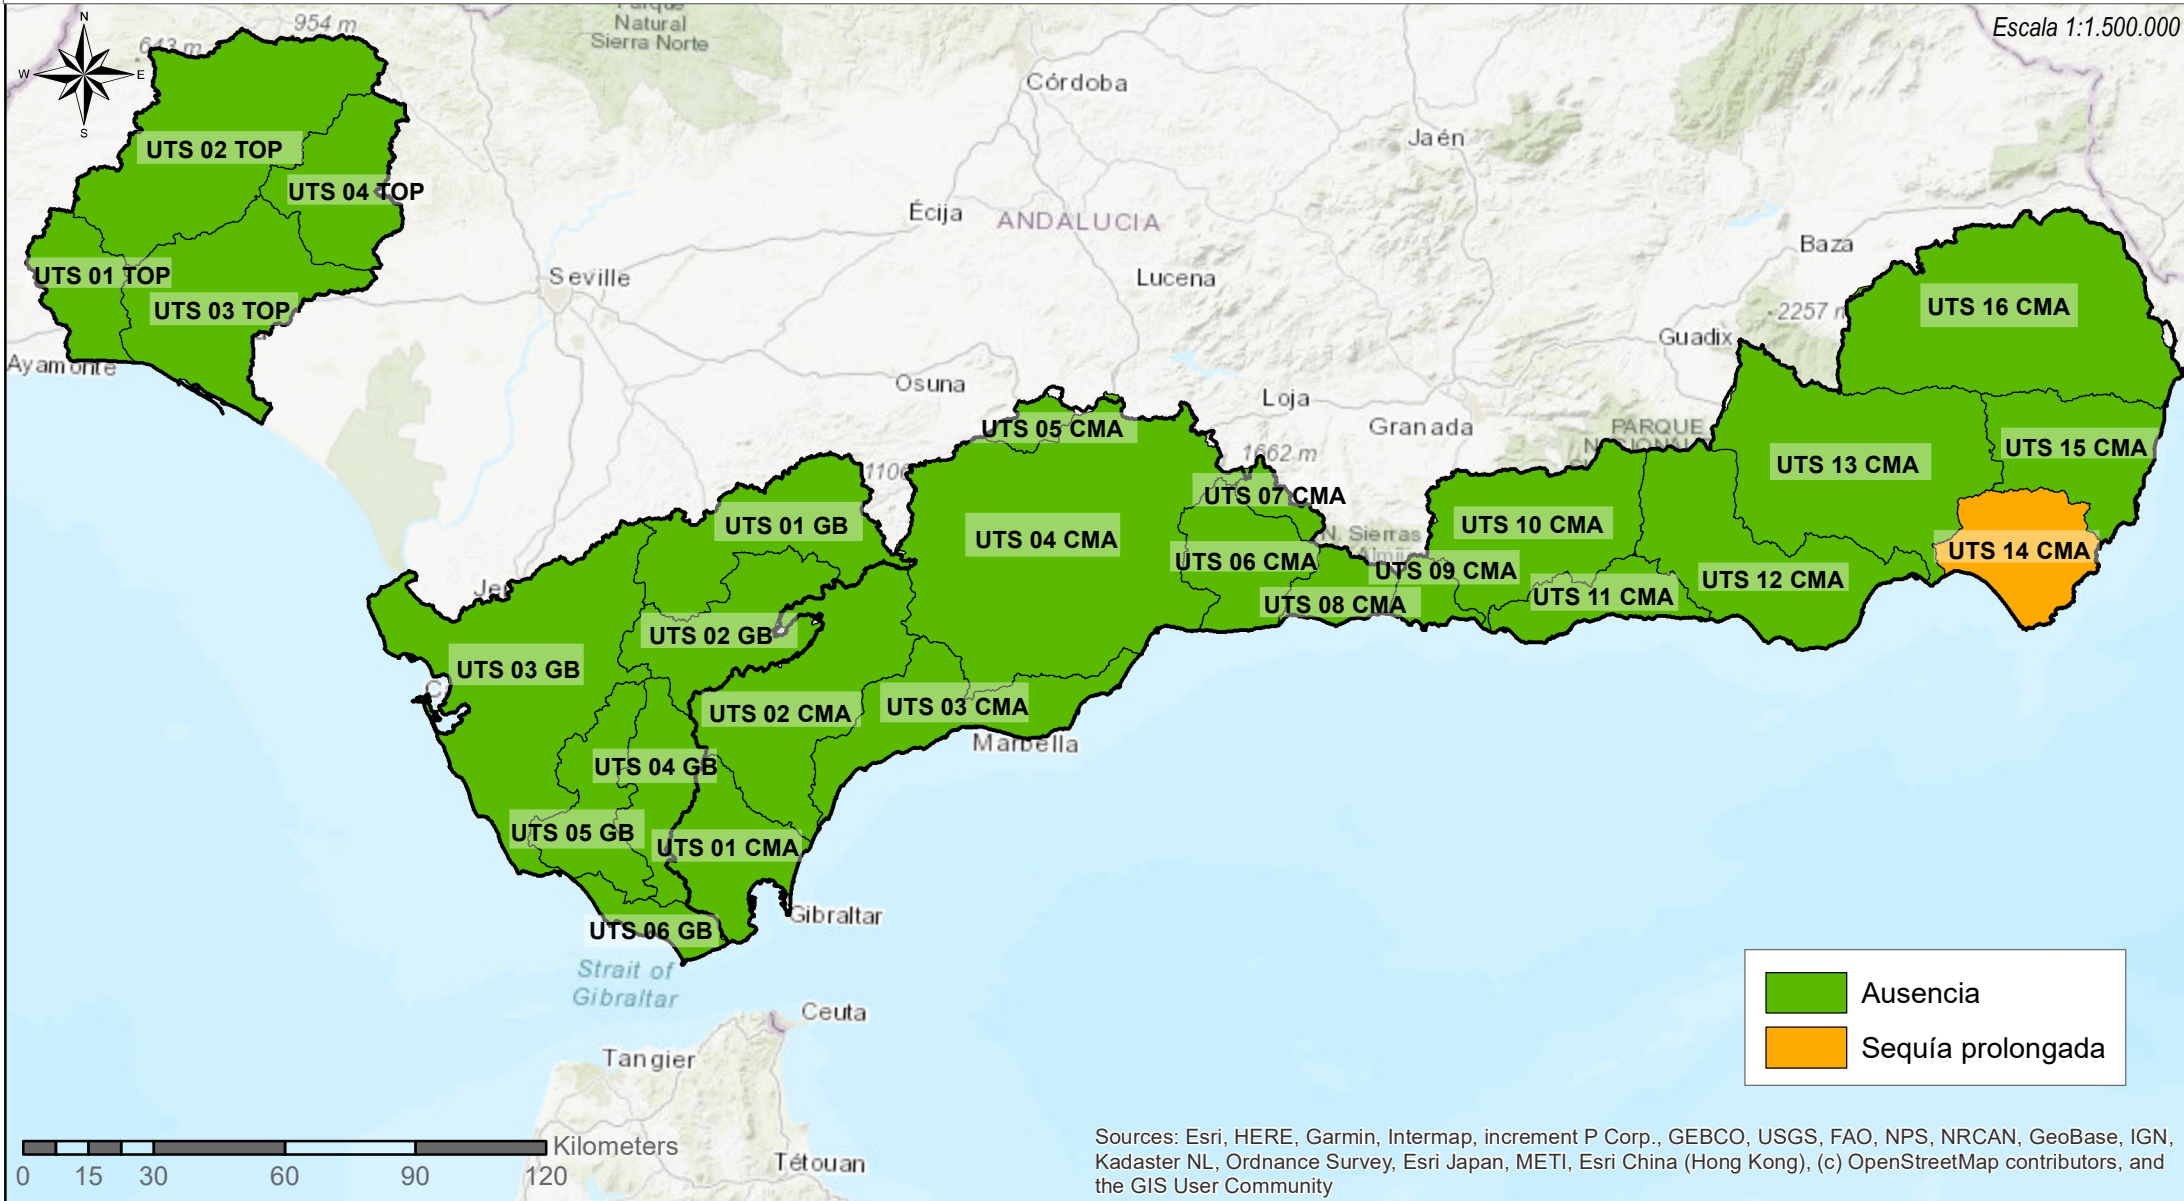 Escala 1:1.500.000
N
W
E
S
954 m
643 m
Natural
Sierra Norte
Córdoba
Jaén
UTS 02 TOP
UTS 04 TOP
Écija
ANDALUCIA
Baza
UTS 01 TOP
Seville
Lucena
UTS 03 TOP
UTS 16 CMA
2257 m
Guadix
Ayamonte
Osuna
Loja
Granada
PARQUE
UTS 05 CMA
UTS 15 CMA
1662 m
UTS 13 CMA
1106
UTS 07 CMA
UTS 01 GB
UTS 10 CMA
UTS 04 CMA
N. Sierras
UTS 14 CMA
UTS 06 CMA
UTS 09 CMA
UTS 12 CMA
UTS 11 CMA
UTS 08 CMA
UTS 02 GB
UTS 03 GB
UTS 03 CMA
UTS 02 CMA
Marbella
UTS 04 GB
UTS 05 GB
UTS 01 CMA
Gibraltar
UTS 06 GB
Strait of
Gibraltar
Ceuta
Tangier
Tétouan
Ausencia
Sequía prolongada
Kilometers
0 15 30 60 90 120
Sources: Esri, HERE, Garmin, Intermap, increment P Corp., GEBCO, USGS, FAO, NPS, NRCAN, GeoBase, IGN,
Kadaster NL, Ordnance Survey, Esri Japan, METI, Esri China (Hong Kong), (c) OpenStreetMap contributors, and
the GIS User Community